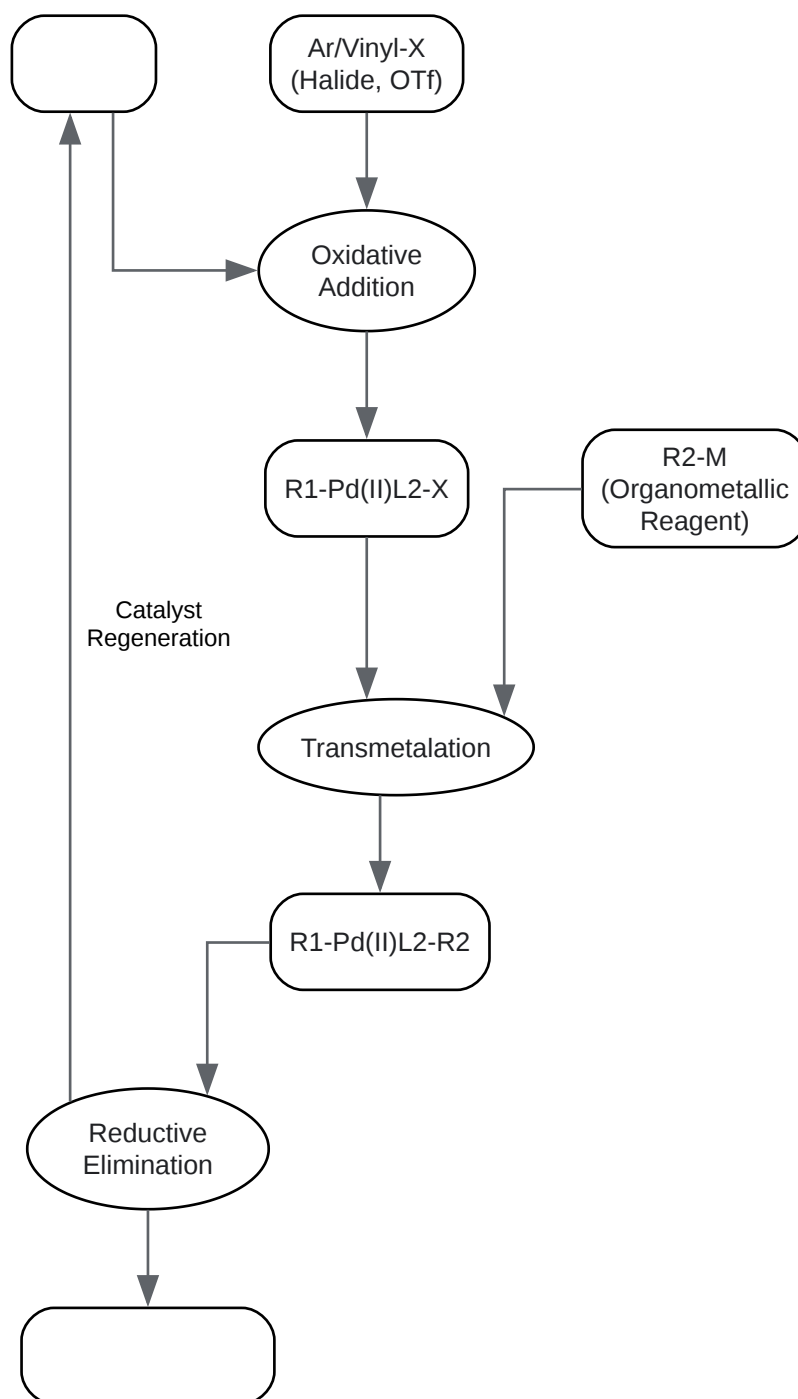 Ar/Vinyl-X
(Halide, OTf)
Oxidative
Addition
R1-Pd(II)L2-X
R2-M
(Organometallic
Reagent)
Catalyst
Regeneration
Transmetalation
R1-Pd(II)L2-R2
Reductive
Elimination